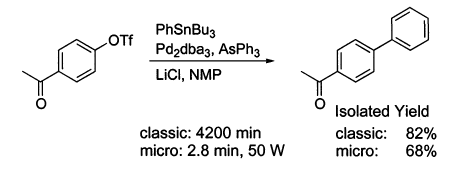 OTf
O
PhSnBu3
Pd2dba3, AsPh3
LiCl, NMP
O
Isolated Yield
classic: 4200 min
classic: 82%
micro: 2.8 min, 50 W
micro: 68%